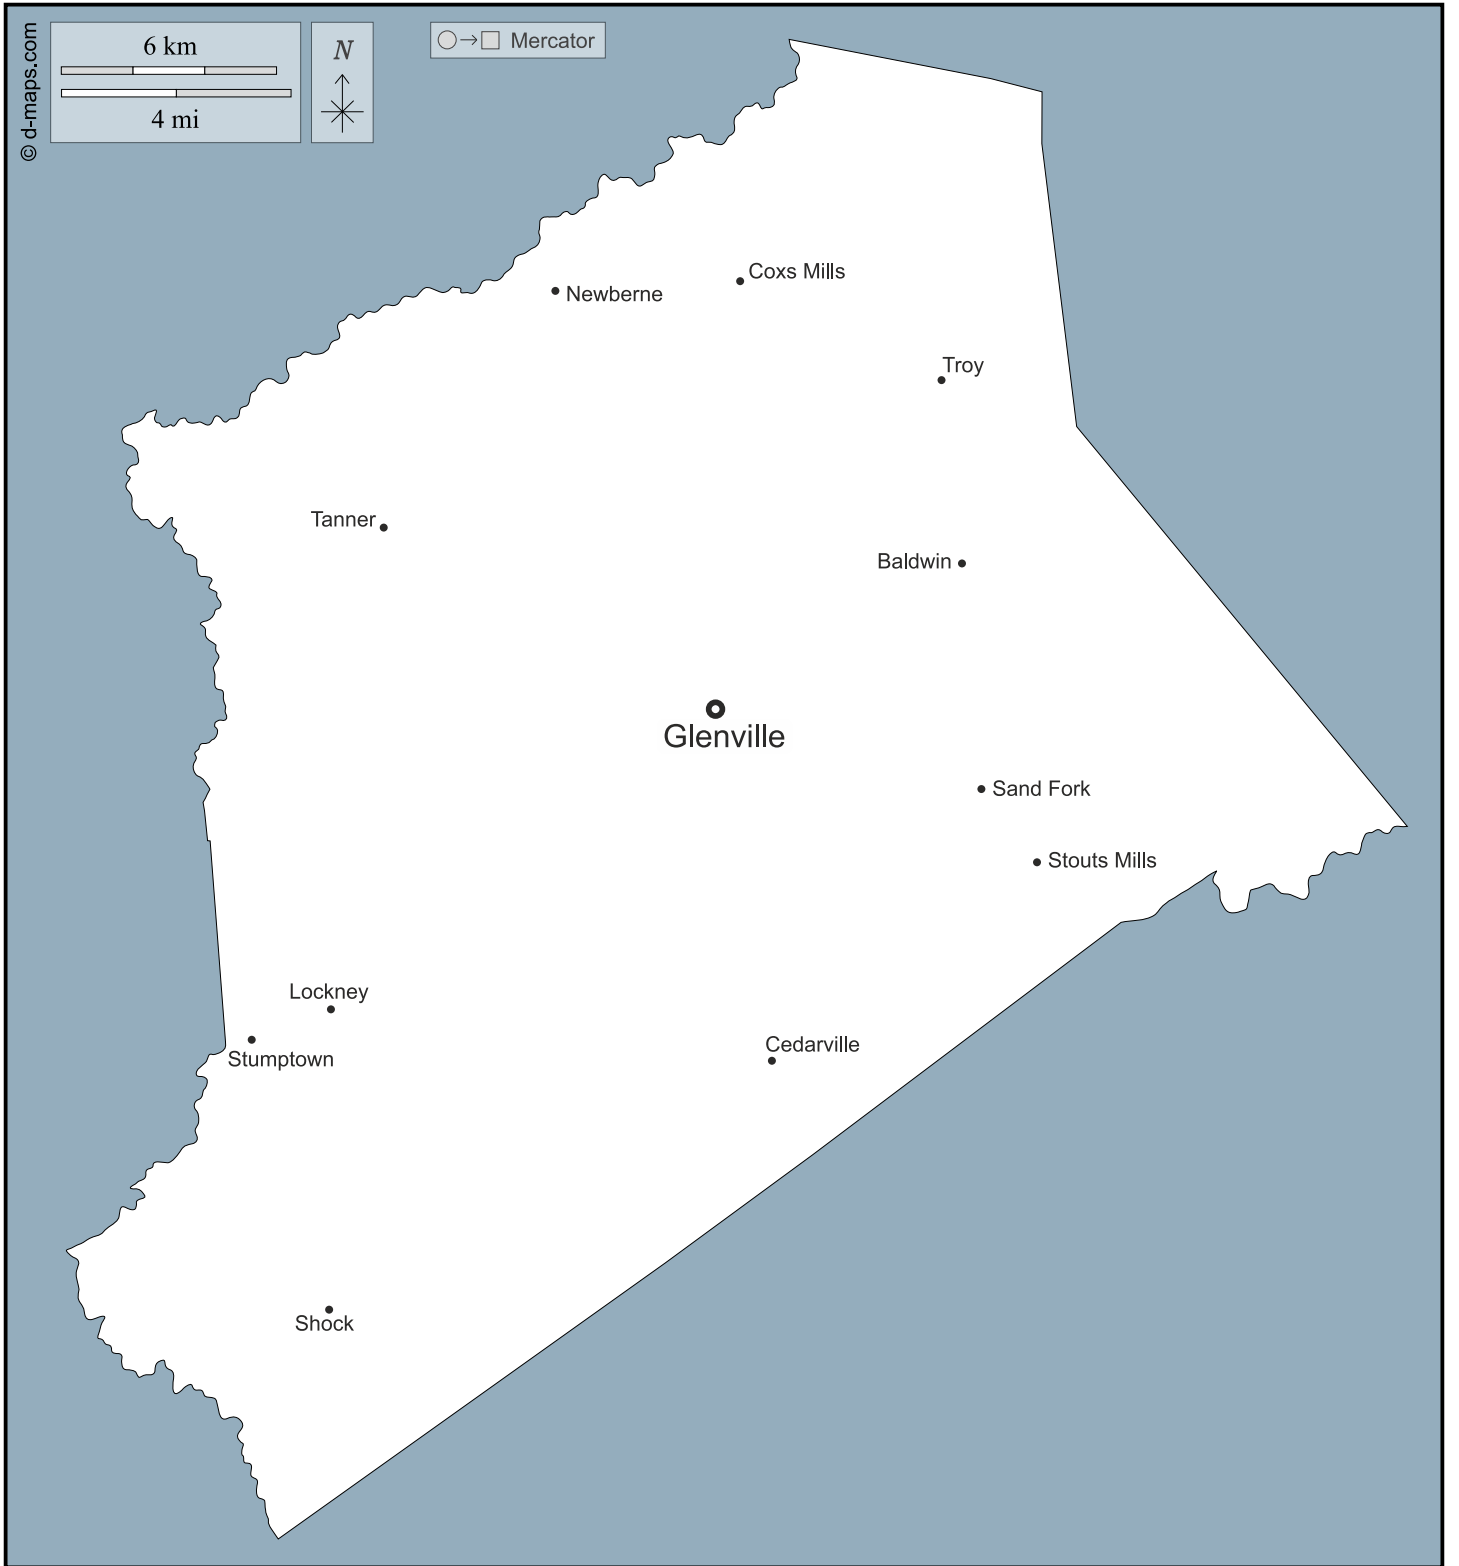 © d-maps.com
6 km
4 mi
N
Mercator
Coxs Mills
Newberne
Troy
Tanner
Baldwin
Glenville
Sand Fork
Stouts Mills
Lockney
Stumptown
Cedarville
Shock